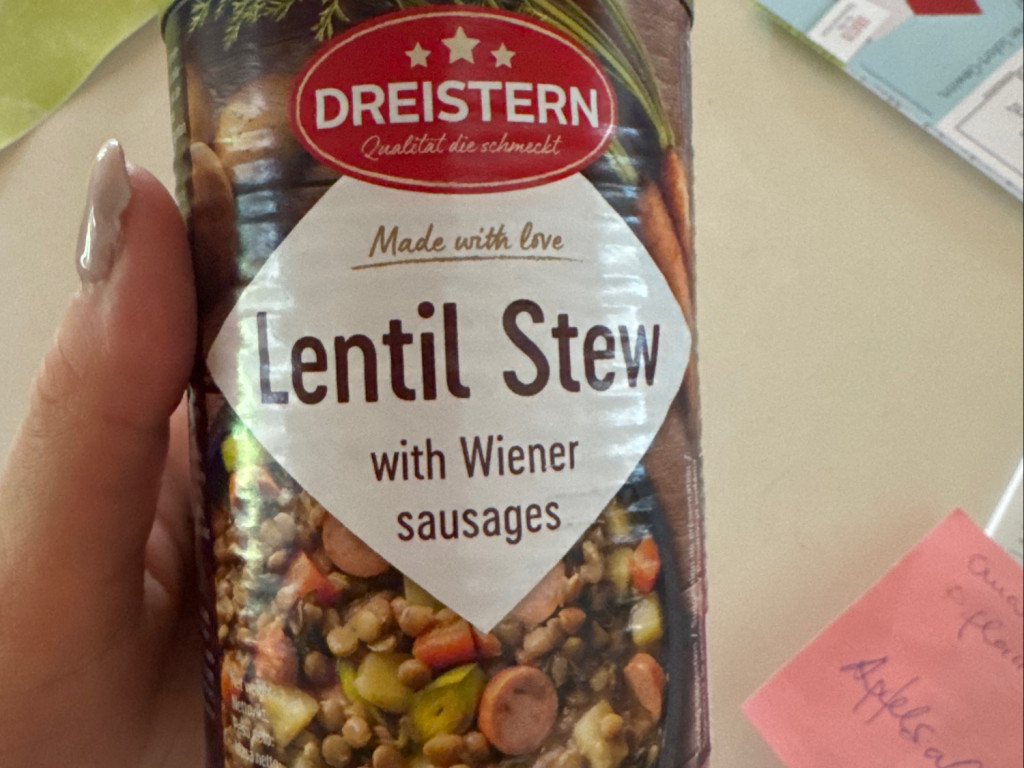 DREISTERN
Qualität die schmeckt
Made with love
Lentil Stew
with Wiener
sausages